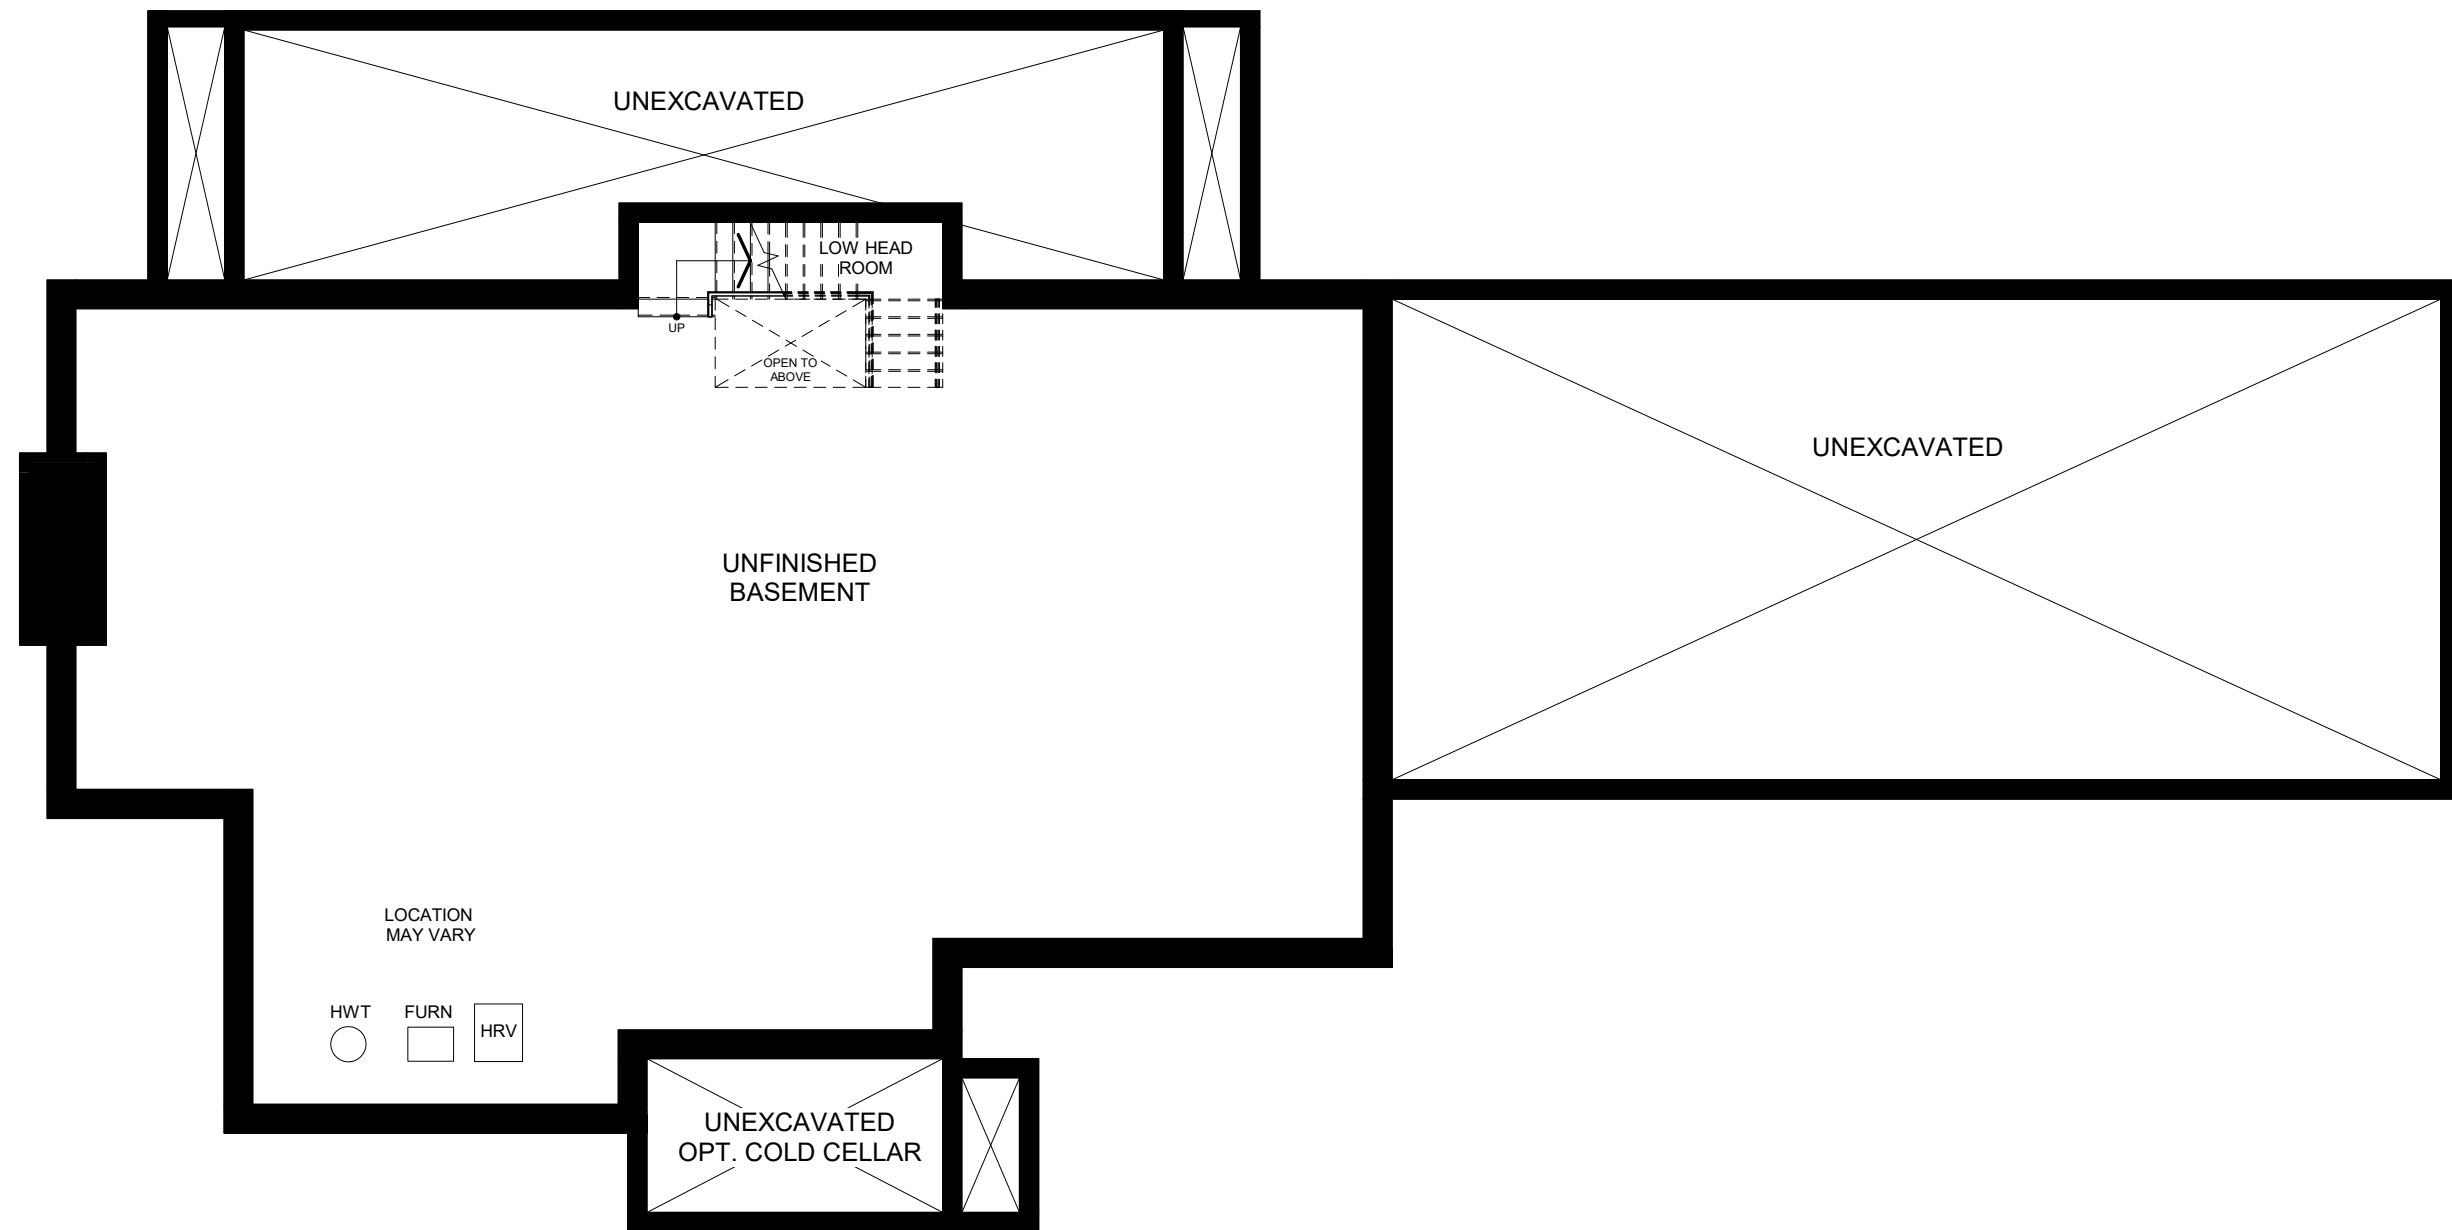 UNEXCAVATED
LOW HEAD
ROOM
UP
OPEN TO
ABOVE
UNEXCAVATED
UNFINISHED
BASEMENT
LOCATION
MAY VARY
HWT
FURN
HRV
UNEXCAVATED
OPT. COLD CELLAR